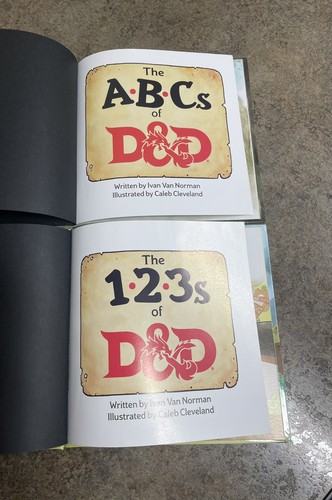 The
A·B·Cs
of
D&D
Written by Ivan Van Norman
Illustrated by Caleb Cleveland
The
1·2·3s
of
D&D
Written by Ivan Van Norman
Illustrated by Caleb Cleveland